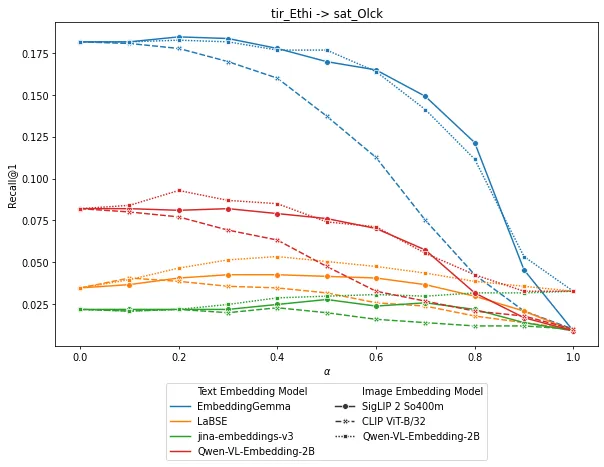 tir_Ethi -> sat_Olck
Recall@1
0.175
0.150
0.125
0.100
0.075
0.050
0.025
0.0
0.2
0.4
0.6
0.8
1.0
α
Text Embedding Model
EmbeddingGemma
LaBSE
jina-embeddings-v3
Qwen-VL-Embedding-2B
Image Embedding Model
SigLIP 2 So400m
CLIP ViT-B/32
Qwen-VL-Embedding-2B